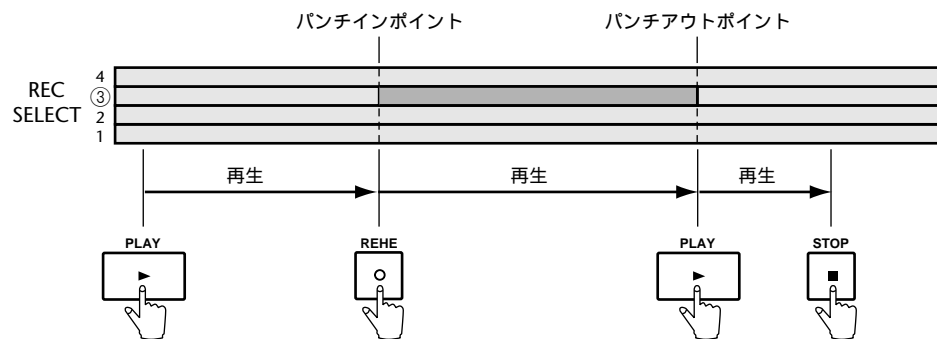 パンチインポイント パンチアウトポイント
4
REC ③
SELECT 2
1
再生 再生 再生
PLAY REHE PLAY STOP